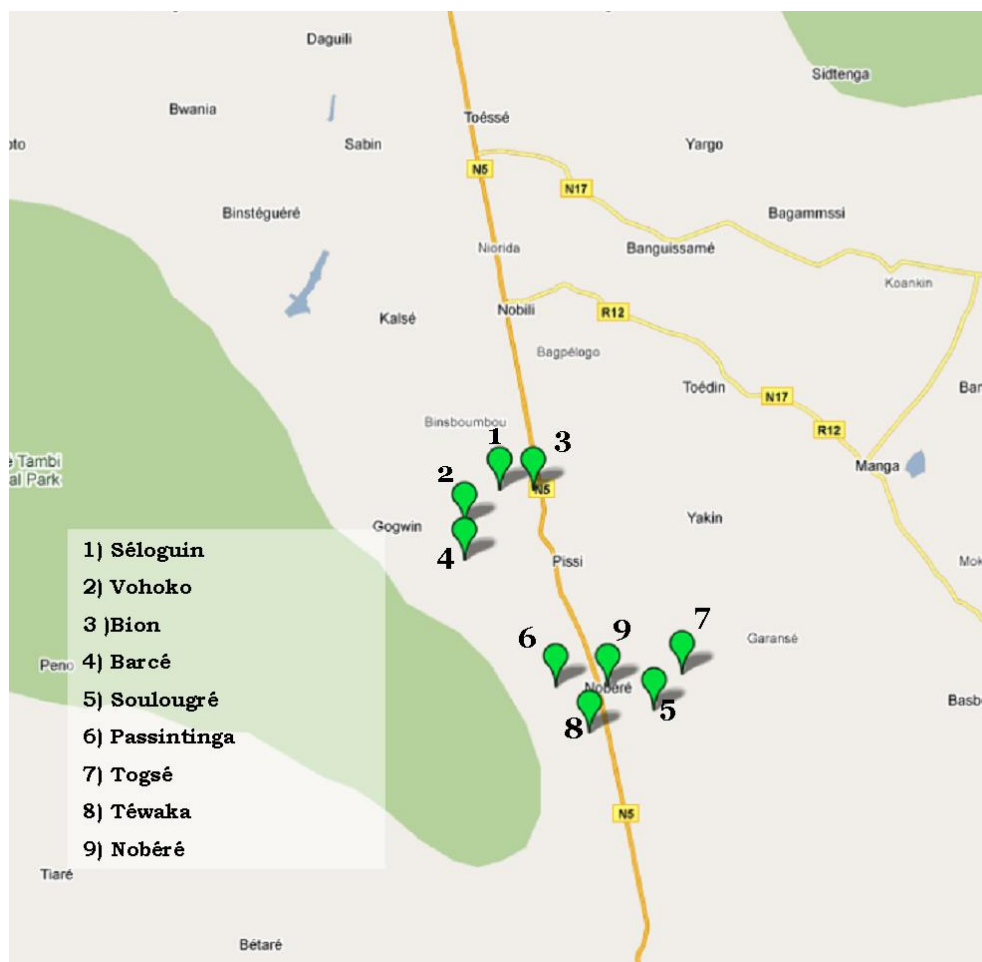 Daguili
Sidtenga
Bwania
Toéssé
oto
Sabin
Yargo
N5
N17
Binstéguéré
Bagammssi
Niorida
Banguissamé
Koankin
Nobili
R12
Kalsé
Bagpélogo
Toédin
Bar
N17
R12
Binsboumbou
1
3
e Tambi
al Park
Manga
2
N5
Gogwin
Yakin
4
Pissi
Mok
1) Séloguin
2) Vohoko
3 )Bion
4) Barcé
5) Soulougré
6) Passintinga
7) Togsé
8) Téwaka
9) Nobéré
6
9
7
Garansé
Peno
Nobéré
5
Basb
8
N5
Tiaré
Bétaré